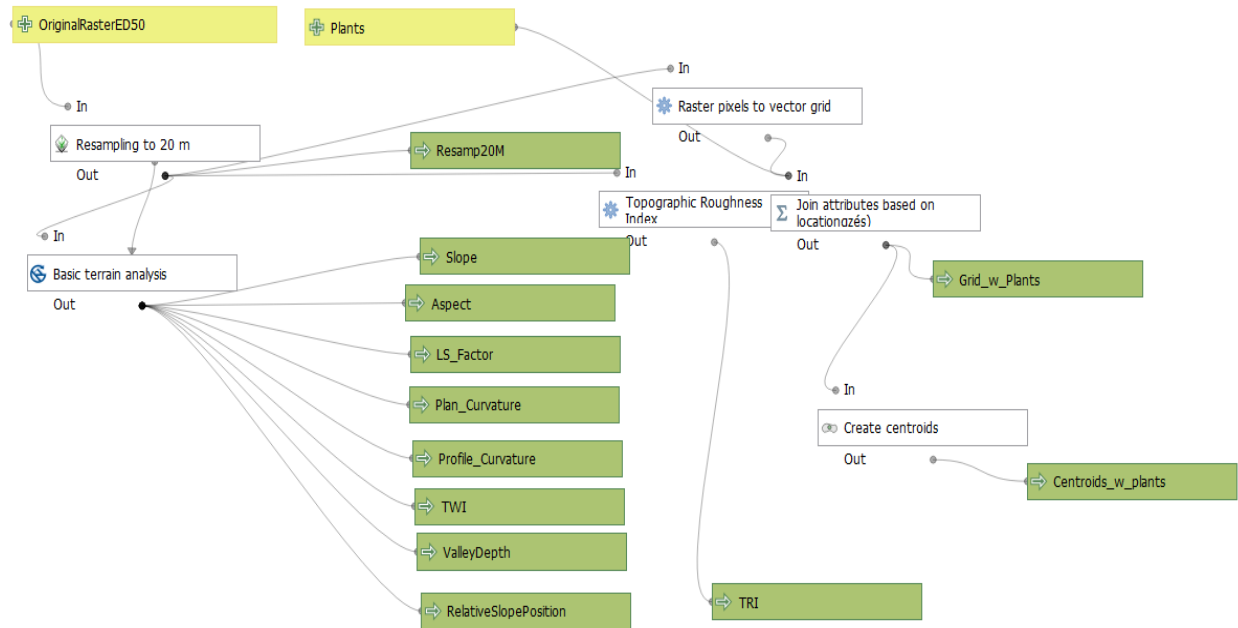 OriginalRasterED50
Plants
In
In
Raster pixels to vector grid
Out
Resampling to 20 m
Out
Resamp20M
In
In
Topographic Roughness
Index
Out
Join attributes based on
locationqzés)
Out
In
Basic terrain analysis
Out
Slope
Aspect
LS_Factor
Plan_Curvature
Profile_Curvature
TWI
ValleyDepth
RelativeSlopePosition
Grid_w_Plants
In
Create centroids
Out
Centroids_w_plants
TRI